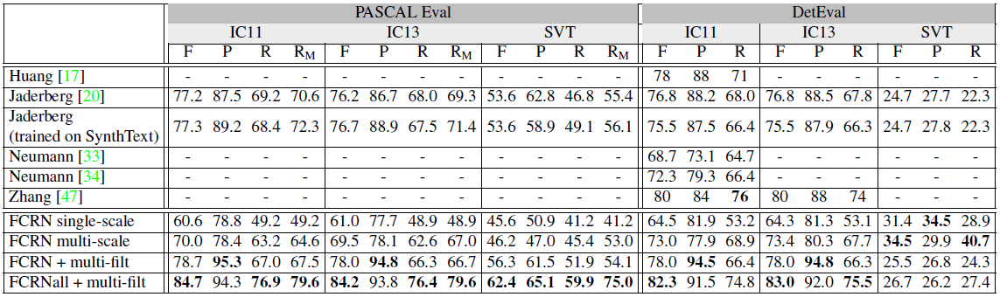 PASCAL Eval DetEval
IC11 IC13 SVT IC11 IC13 SVT
F P R R_M F P R R_M F P R R_M F P R F P R F P R
Huang [17] - - - - - - - - - - - - 78 88 71 - - - - - -
Jaderberg [20] 77.2 87.5 69.2 70.6 76.2 86.7 68.0 69.3 53.6 62.8 46.8 55.4 76.8 88.2 68.0 76.8 88.5 67.8 24.7 27.7 22.3
Jaderberg
(trained on SynthText) 77.3 89.2 68.4 72.3 76.7 88.9 67.5 71.4 53.6 58.9 49.1 56.1 75.5 87.5 66.4 75.5 87.9 66.3 24.7 27.8 22.3
Neumann [33] - - - - - - - - - - - - 68.7 73.1 64.7 - - - - - -
Neumann [34] - - - - - - - - - - - - 72.3 79.3 66.4 - - - - - -
Zhang [47] - - - - - - - - - - - - 80 84 76 80 88 74 - - -
FCRN single-scale 60.6 78.8 49.2 49.2 61.0 77.7 48.9 48.9 45.6 50.9 41.2 41.2 64.5 81.9 53.2 64.3 81.3 53.1 31.4 34.5 28.9
FCRN multi-scale 70.0 78.4 63.2 64.6 69.5 78.1 62.6 67.0 46.2 47.0 45.4 53.0 73.0 77.9 68.9 73.4 80.3 67.7 34.5 29.9 40.7
FCRN + multi-filt 78.7 95.3 67.0 67.5 78.0 94.8 66.3 66.7 56.3 61.5 51.9 54.1 78.0 94.5 66.4 78.0 94.8 66.3 25.5 26.8 24.3
FCRNall + multi-filt 84.7 94.3 76.9 79.6 84.2 93.8 76.4 79.6 62.4 65.1 59.9 75.0 82.3 91.5 74.8 83.0 92.0 75.5 26.7 26.2 27.4